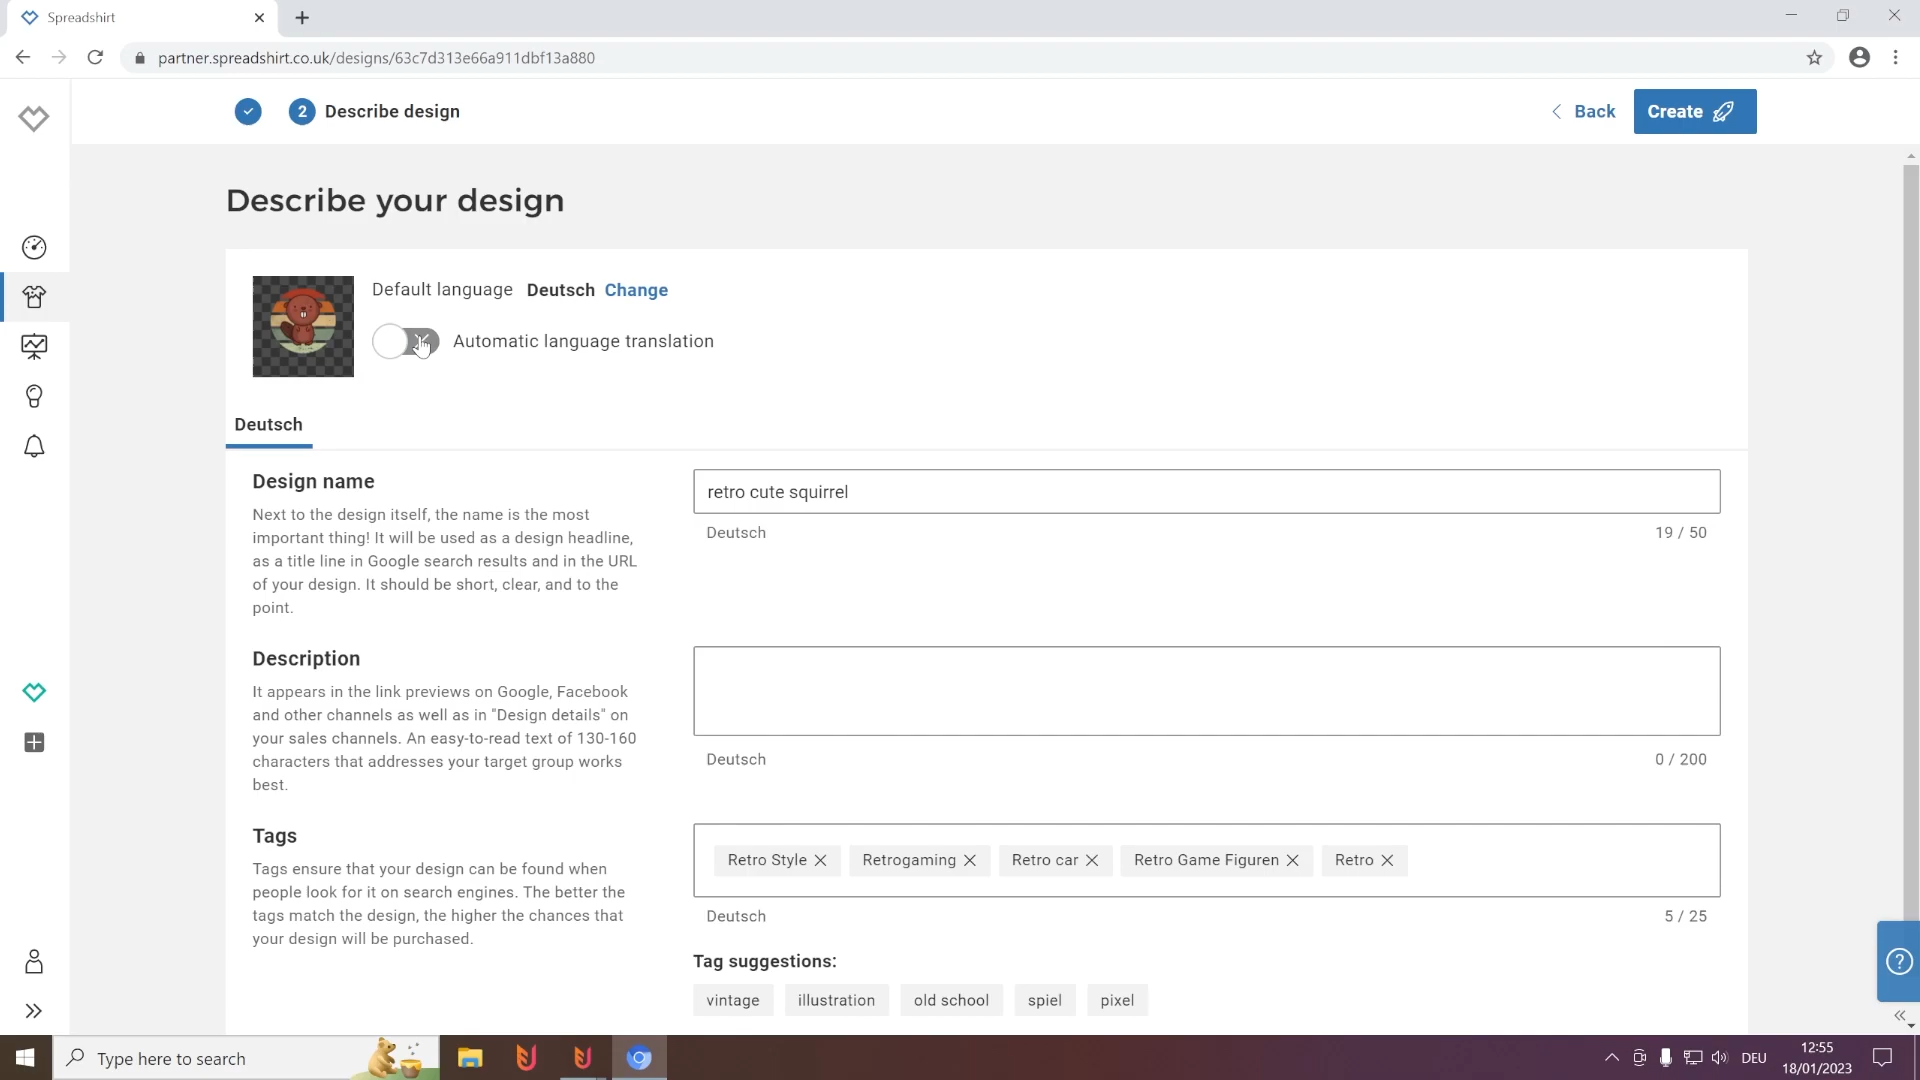 Spreadshirt
partner.spreadshirt.co.uk/designs/63c7d313e66a911dbf13a880
2 Describe design
Back
Create
Describe your design
Default language Deutsch Change
Automatic language translation
Deutsch
Design name
Next to the design itself, the name is the most
important thing! It will be used as a design headline,
as a title line in Google search results and in the URL
of your design. It should be short, clear, and to the
point.
retro cute squirrel
Deutsch 19 / 50
Description
It appears in the link previews on Google, Facebook
and other channels as well as in "Design details" on
your sales channels. An easy-to-read text of 130-160
characters that addresses your target group works
best.
Deutsch 0 / 200
Tags
Tags ensure that your design can be found when
people look for it on search engines. The better the
tags match the design, the higher the chances that
your design will be purchased.
Retro Style Retrogaming Retro car Retro Game Figuren Retro
Deutsch 5 / 25
Tag suggestions:
vintage illustration old school spiel pixel
Type here to search
DEU
12:55
18/01/2023